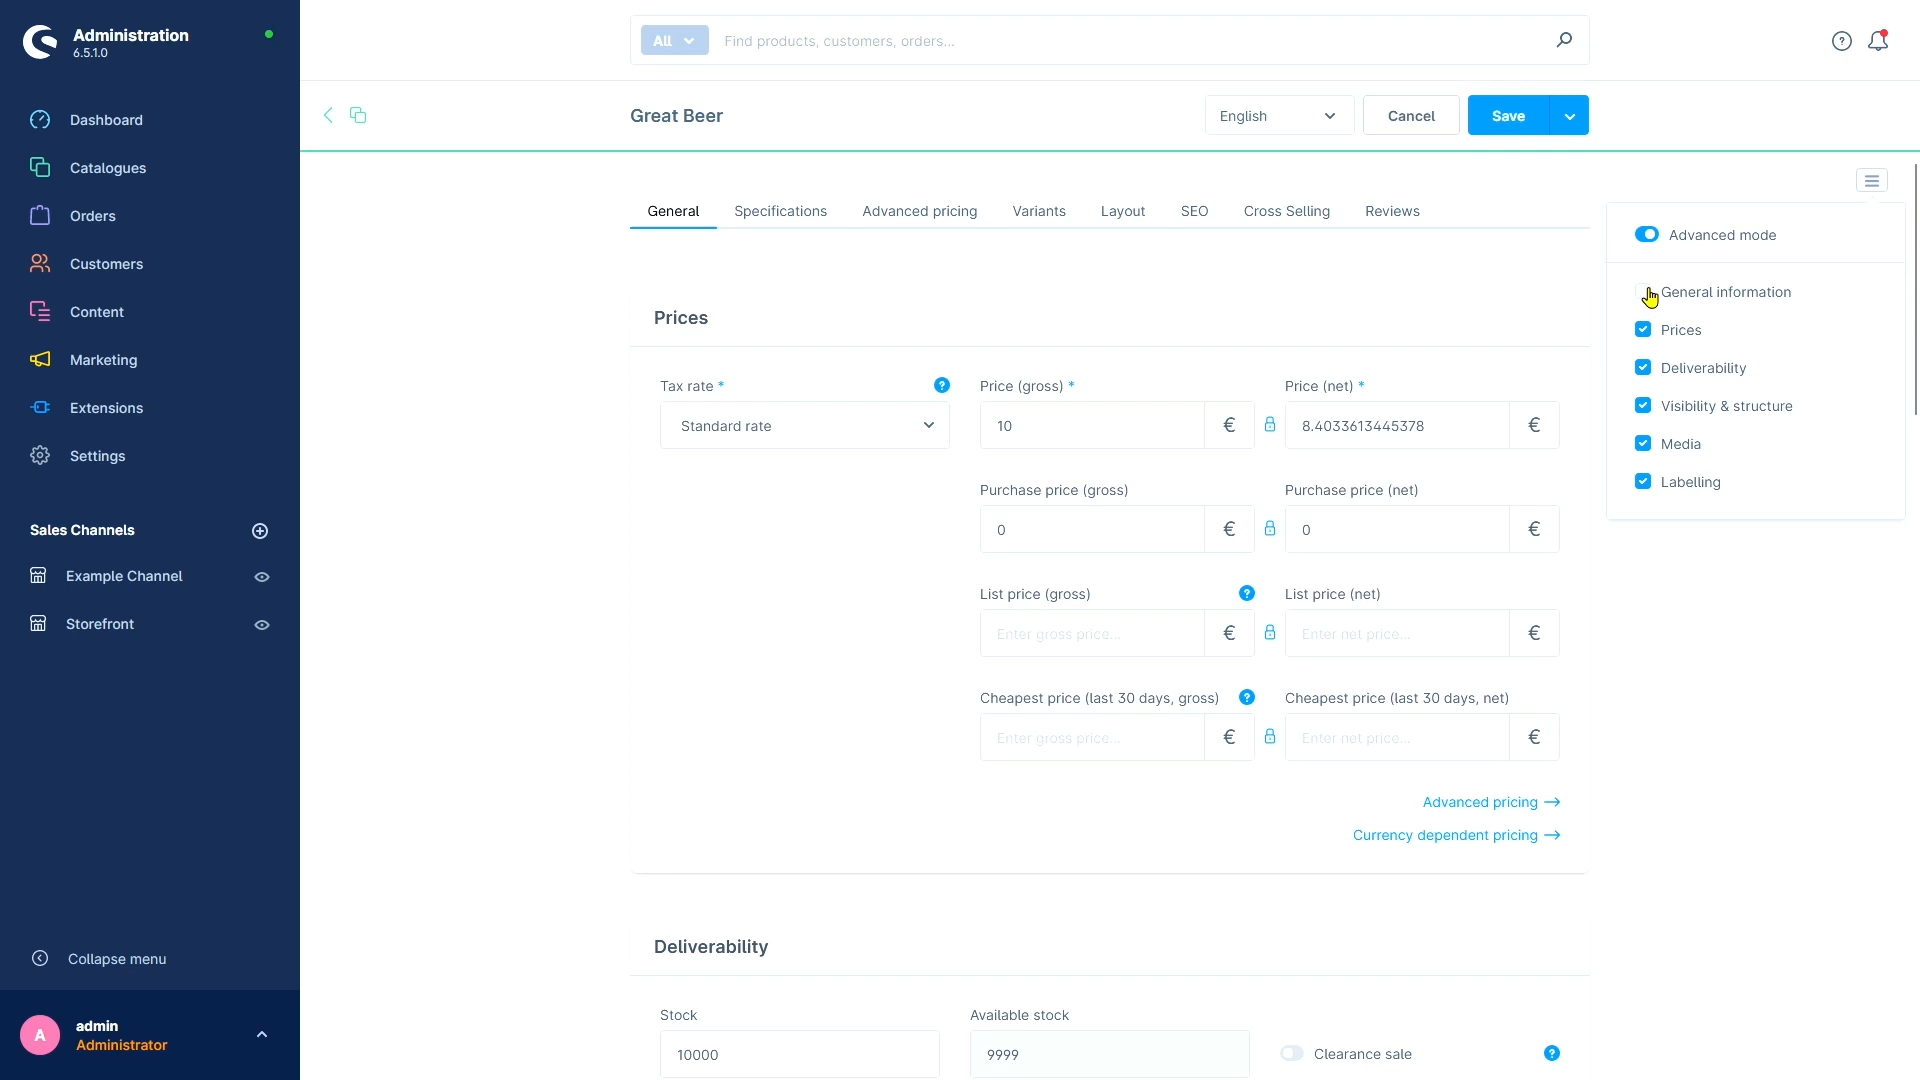 Administration
6.5.1.0
All
Find products, customers, orders...
Dashboard
Catalogues
Orders
Customers
Content
Marketing
Extensions
Settings
Sales Channels
Example Channel
Storefront
Collapse menu
A
admin
Administrator
Great Beer
English
Cancel
Save
General Specifications Advanced pricing Variants Layout SEO Cross Selling Reviews
Advanced mode
General information
Prices
Deliverability
Visibility & structure
Media
Labelling
Prices
Tax rate * ? Price (gross) * Price (net) *
Standard rate 10 € 8.4033613445378 €
Purchase price (gross) Purchase price (net)
0 € 0 €
List price (gross) ? List price (net)
Enter gross price... € Enter net price... €
Cheapest price (last 30 days, gross) ? Cheapest price (last 30 days, net)
Enter gross price... € Enter net price... €
Advanced pricing →
Currency dependent pricing →
Deliverability
Stock Available stock
10000 9999 Clearance sale ?